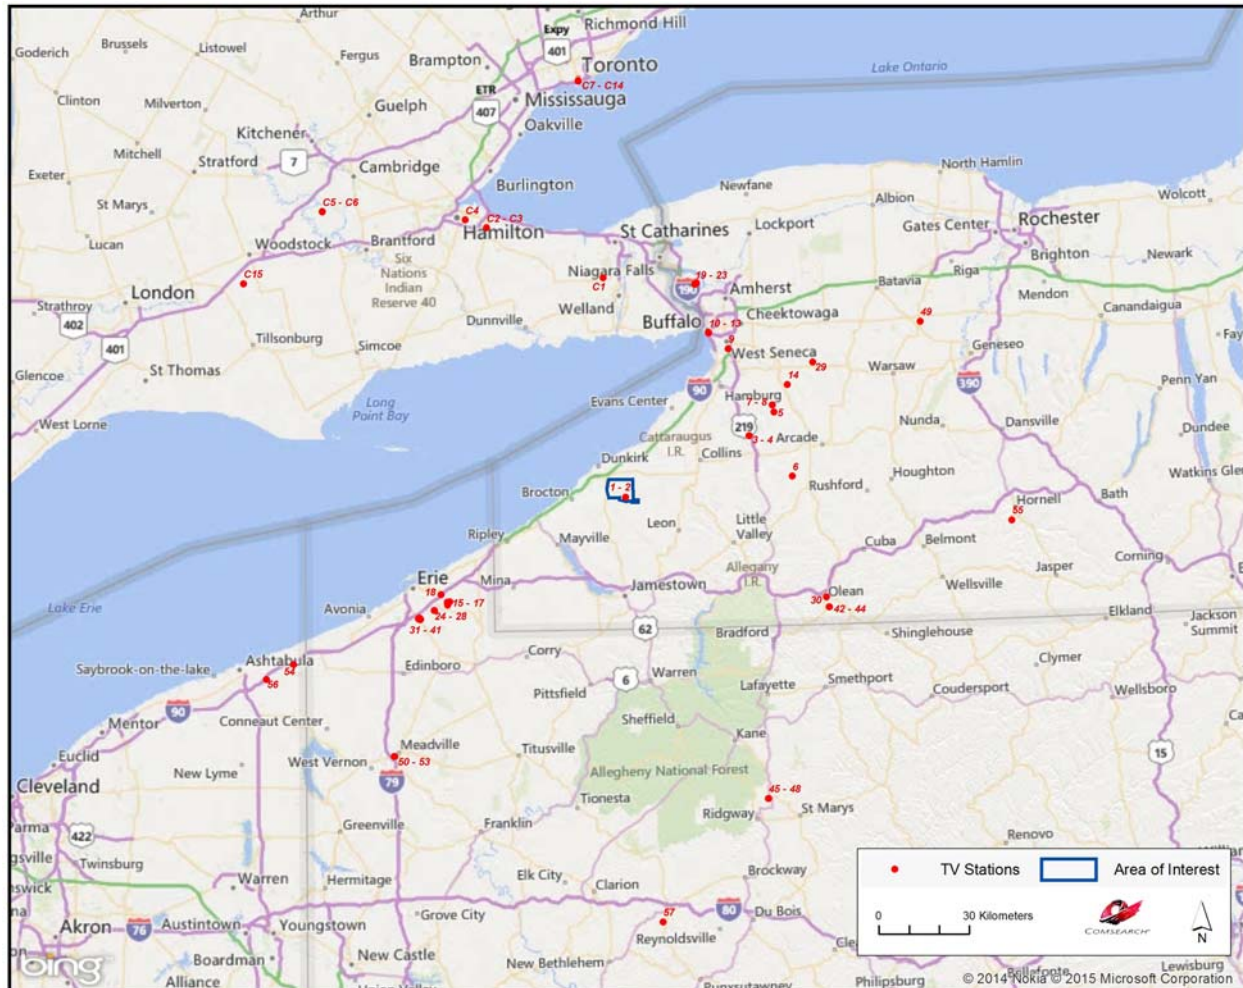 Arthur
Expy
Richmond Hill
Brussels
Listowel
Goderich
Fergus
Brampton
401
Toronto
Lake Ontario
C7 - C14
Clinton
Milverton
Guelph
ETR
407
Mississauga
Oakville
Kitchener
Mitchell
Stratford
7
Cambridge
Exeter
Burlington
North Hamlin
Newfane
Albion
Wolcott
St Marys
C5 - C6
C4
C2 - C3
Hamilton
Lockport
Rochester
Gates Center
Lucan
Woodstock
Brantford
St Catharines
Brighton
Six Nations Indian Reserve 40
Niagara Falls
C1
19 - 23
190
Riga
Newark
C15
London
Welland
Amherst
Batavia
Mendon
Canandaigua
Strathroy
402
Tillsonburg
Dunnville
Buffalo
10 - 13
Cheektowaga
49
401
Simcoe
9
West Seneca
29
Geneseo
Glencoe
St Thomas
14
Warsaw
390
90
Hamburg
Penn Yan
Long Point Bay
Evans Center
7 - 8
5
Nunda
Dansville
West Lorne
219
3 - 4
Arcade
Dundee
Cattaraugus I.R.
Collins
Dunkirk
6
Houghton
Watkins Glen
Brocton
1 - 2
Rushford
Hornell
Bath
Leon
Little Valley
55
Ripley
Mayville
Cuba
Belmont
Corning
Allegany I.R.
Jasper
Erie
Mina
Jamestown
Wellsville
18
15 - 17
Olean
30
Lake Erie
Avonia
24 - 28
42 - 44
Elkland
31 - 41
62
Bradford
Shinglehouse
Jackson Summit
Ashtabula
Saybrook-on-the-lake
54
Edinboro
Corry
Warren
Clymer
56
6
Lafayette
Smethport
Pittsfield
Coudersport
Wellsboro
90
Mentor
Conneaut Center
Sheffield
Kane
Euclid
Meadville
Titusville
15
New Lyme
West Vernon
50 - 53
Allegheny National Forest
Cleveland
79
45 - 48
Tionesta
Ridgway
St Marys
Parma
422
Greenville
Franklin
Renovo
Twinsburg
Brockway
Warren
Hermitage
Elk City
Clarion
Grove City
57
80
Du Bois
Akron
76
Austintown
Youngstown
Reynoldsville
Boardman
New Castle
New Bethlehem
bing
Alliance
Punxsutawney
Philipsburg
Bellefonte
Lewisburg
TV Stations
Area of Interest
0
30 Kilometers
COMSEARCH
N
© 2014 Nokia © 2015 Microsoft Corporation